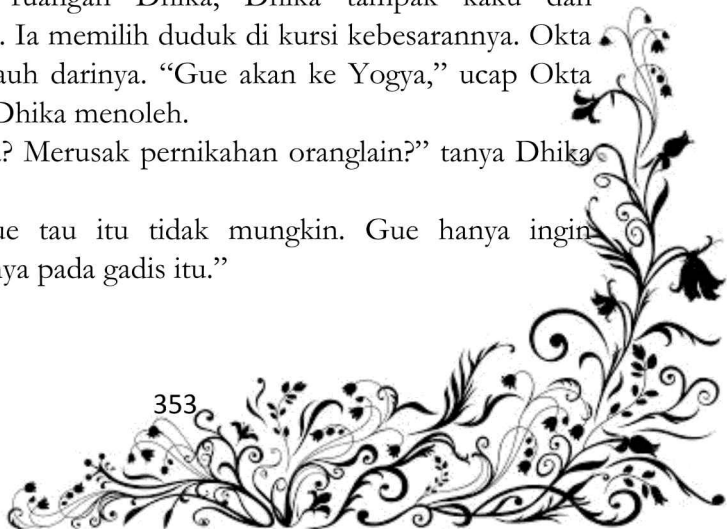 ruangan Dhika, Dhika tampak kaku dan
. Ia memilih duduk di kursi kebesarannya. Okta
auh darinya. “Gue akan ke Yogya,” ucap Okta
Dhika menoleh.
? Merusak pernikahan oranglain?” tanya Dhika
ue tau itu tidak mungkin. Gue hanya ingin
nya pada gadis itu.”
353